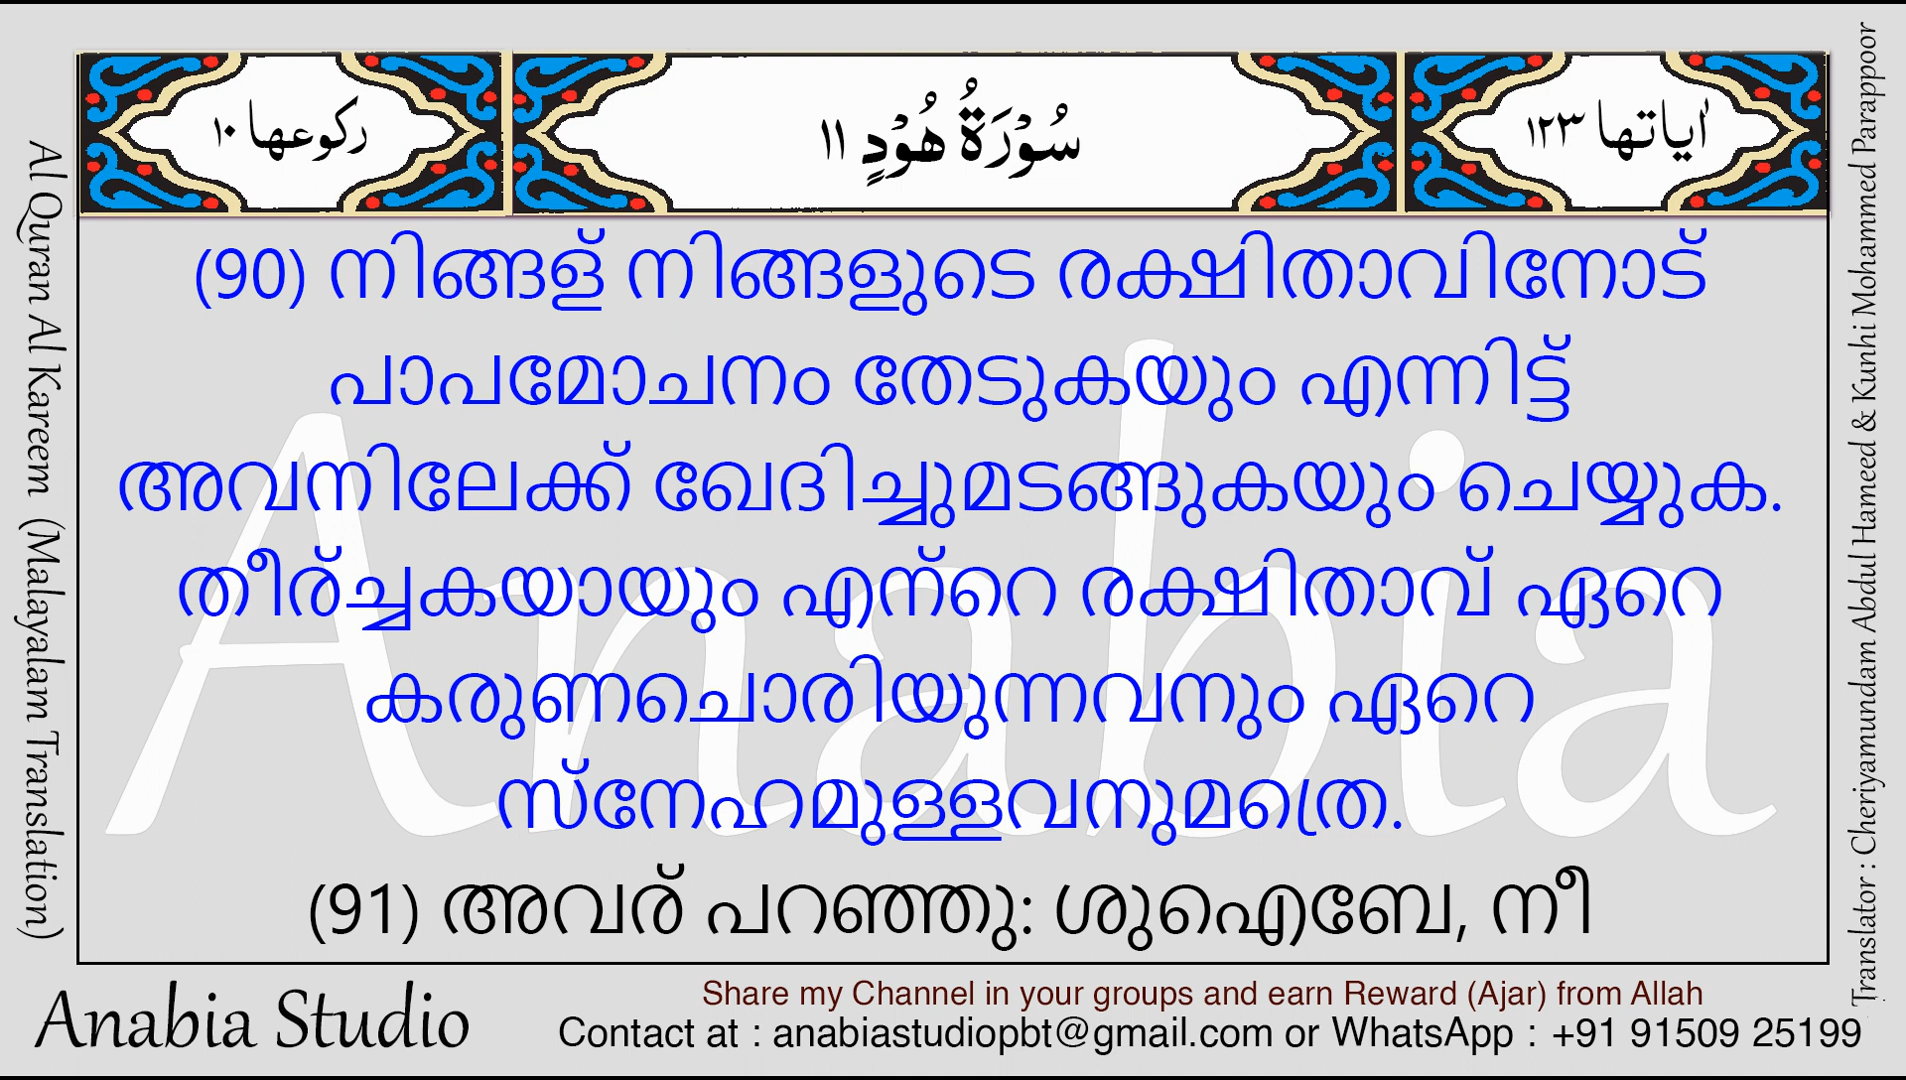 ركوعها ١٠
سُوْرَةُ هُوْدٍ ١١
اٰياتها ١٢٣
Al Quran Al Kareem (Malayalam Translation)
(90) നിങ്ങള് നിങ്ങളുടെ രക്ഷിതാവിനോട്
പാപമോചനം തേടുകയും എന്നിട്ട്
അവനിലേക്ക് ഖേദിച്ചുമടങ്ങുകയും ചെയ്യുക.
തീര്ച്ചകയായും എന്റെ രക്ഷിതാവ് ഏറെ
കരുണചൊരിയുന്നവനും ഏറെ
സ്നേഹമുള്ളവനുമത്രെ.
(91) അവര് പറഞ്ഞു: ശുഐബേ, നീ
Translator : Cheriyamundam Abdul Hameed & Kunhi Mohammed Parappoor
Anabia
Anabia Studio
Share my Channel in your groups and earn Reward (Ajar) from Allah
Contact at : anabiastudiopbt@gmail.com or WhatsApp : +91 91509 25199